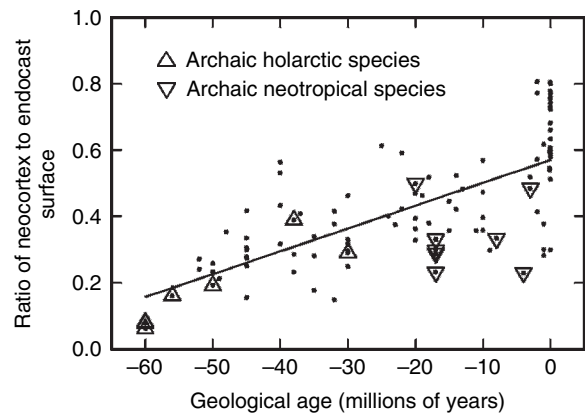 Ratio of neocortex to endocast
surface
1.0
0.8
0.6
0.4
0.2
0.0
Archaic holarctic species
Archaic neotropical species
–60 –50 –40 –30 –20 –10 0
Geological age (millions of years)